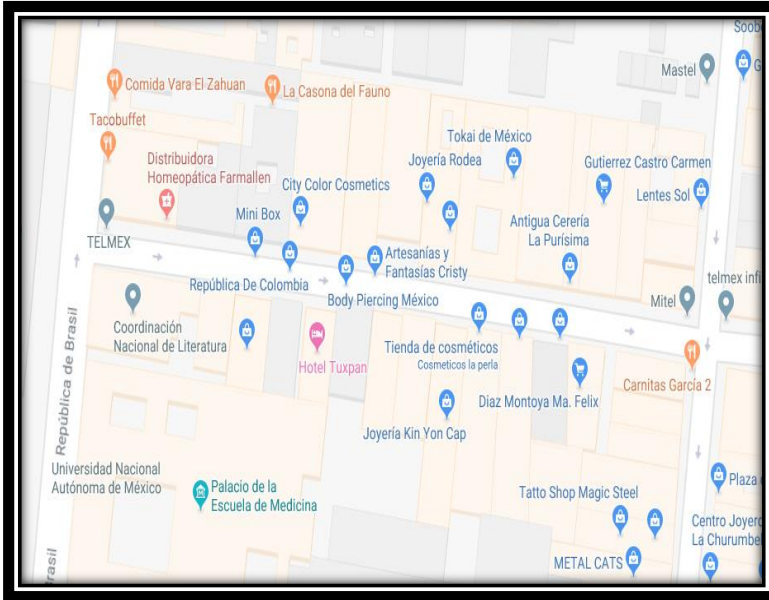 Soob
Mastel
G
Comida Vara El Zahuan
La Casona del Fauno
Tacobuffet
Tokai de México
Distribuidora
Homeopática Farmallen
Joyería Rodea
Gutierrez Castro Carmen
City Color Cosmetics
Lentes Sol
Mini Box
Antigua Cerería
La Purísima
TELMEX
Artesanías y
Fantasías Cristy
República De Colombia
Body Piercing México
Mitel
telmex infi
Coordinación
Nacional de Literatura
Hotel Tuxpan
Tienda de cosméticos
Cosmeticos la perla
Carnitas García 2
Diaz Montoya Ma. Felix
República de Brasil
Joyería Kin Yon Cap
Universidad Nacional
Autónoma de México
Palacio de la
Escuela de Medicina
Plaza
Tatto Shop Magic Steel
Centro Joyero
La Churumbe
METAL CATS
Brasil